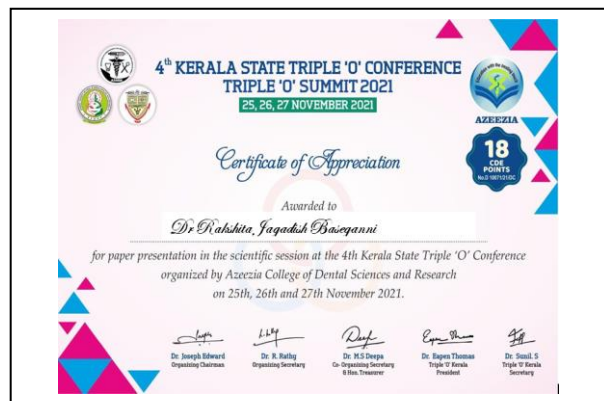 4th KERALA STATE TRIPLE 'O' CONFERENCE
TRIPLE 'O' SUMMIT 2021
25, 26, 27 NOVEMBER 2021
AZEEZIA
18
CDE
POINTS
Certificate of Appreciation
Awarded to
Dr Rakshita Jagadish Baseganni
for paper presentation in the scientific session at the 4th Kerala State Triple 'O' Conference
organized by Azeezia College of Dental Sciences and Research
on 25th, 26th and 27th November 2021.
Dr. Joseph Edward
Organizing Chairman
Dr. R. Rathy
Organizing Secretary
Dr. M.S Deepa
Co- Organizing Secretary
& Hon. Treasurer
Dr. Eapen Thomas
Triple 'O' Kerala
President
Dr. Sunil. S
Triple 'O' Kerala
Secretary